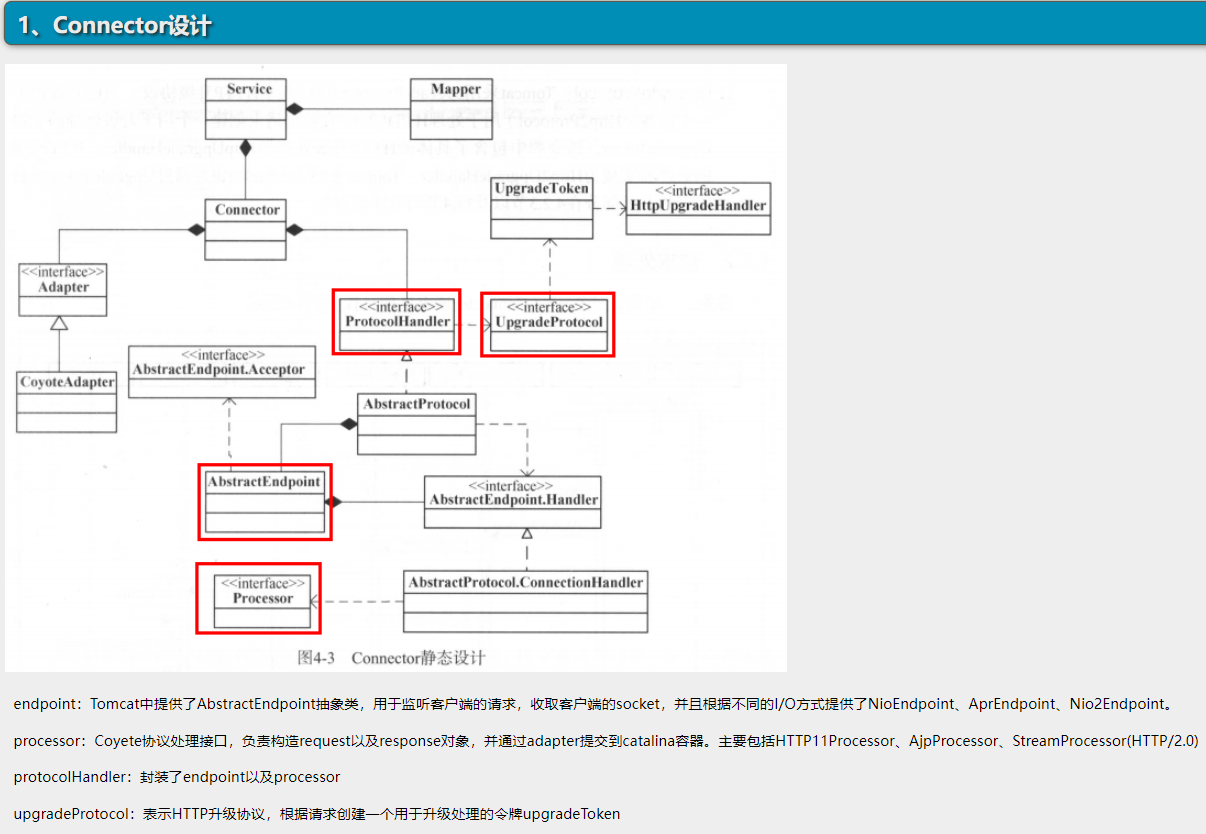 1、Connector设计
Service
Mapper
UpgradeToken
<<interface>>
HttpUpgradeHandler
Connector
<<interface>>
Adapter
<<interface>>
ProtocolHandler
<<interface>>
UpgradeProtocol
<<interface>>
AbstractEndpoint.Acceptor
CoyoteAdapter
AbstractProtocol
AbstractEndpoint
<<interface>>
AbstractEndpoint.Handler
<<interface>>
Processor
AbstractProtocol.ConnectionHandler
图4-3 Connector静态设计
endpoint：Tomcat中提供了AbstractEndpoint抽象类，用于监听客户端的请求，收取客户端的socket，并且根据不同的I/O方式提供了NioEndpoint、AprEndpoint、Nio2Endpoint。
processor：Coyete协议处理接口，负责构造request以及response对象，并通过adapter提交到catalina容器。主要包括HTTP11Processor、AjpProcessor、StreamProcessor(HTTP/2.0)
protocolHandler：封装了endpoint以及processor
upgradeProtocol：表示HTTP升级协议，根据请求创建一个用于升级处理的令牌upgradeToken